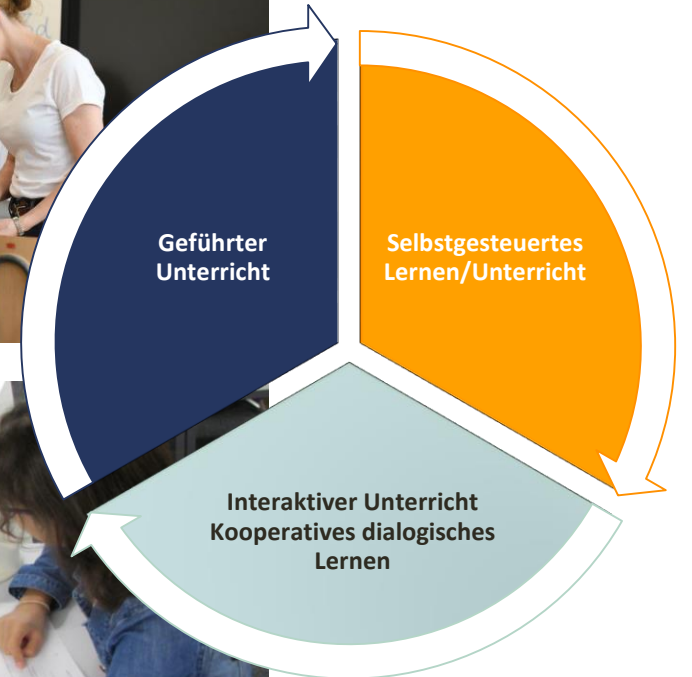 Geführter
Unterricht
Selbstgesteuertes
Lernen/Unterricht
Interaktiver Unterricht
Kooperatives dialogisches
Lernen